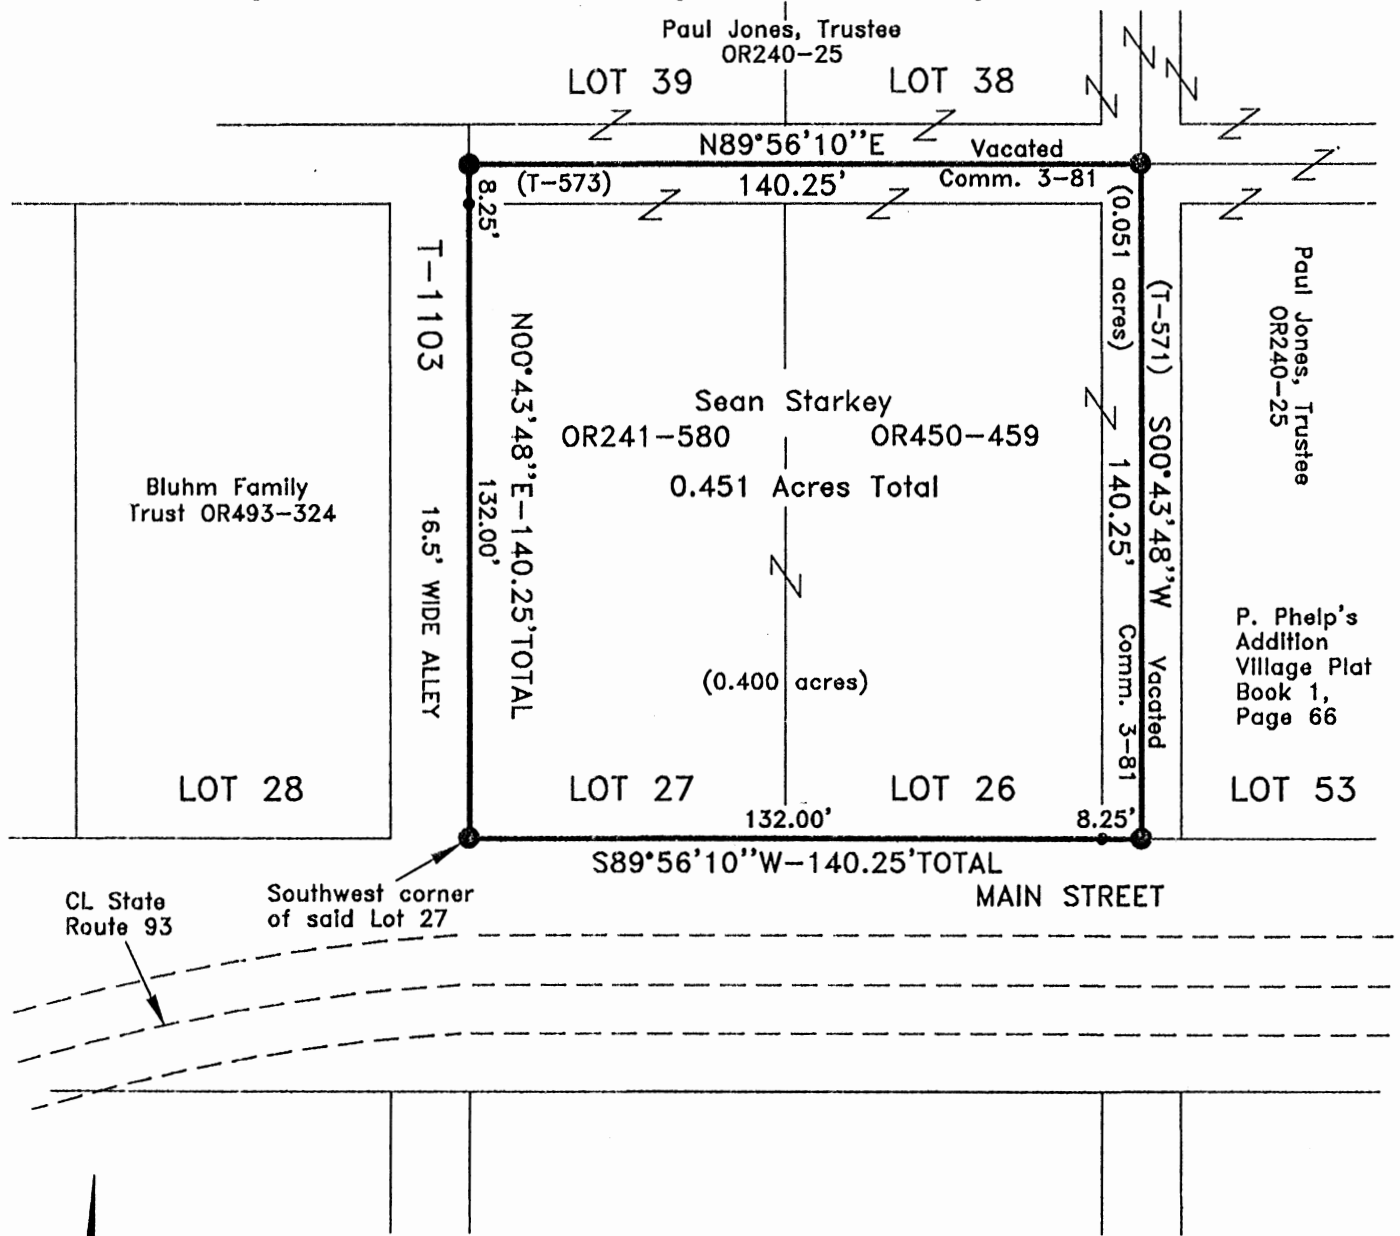 Paul Jones, Trustee
OR240-25
LOT 39
LOT 38
N89°56'10"E
Vacated
(T-573)
140.25'
Comm. 3-81
8.25'
(0.051 acres)
T-1103
N00°43'48"E-140.25'TOTAL
132.00'
16.5' WIDE ALLEY
(T-571) S00°43'48"W Vacated
140.25'
Comm. 3-81
Paul Jones, Trustee
OR240-25
Sean Starkey
OR241-580
OR450-459
0.451 Acres Total
Bluhm Family
Trust OR493-324
P. Phelp's
Addition
Village Plat
Book 1,
Page 66
(0.400 acres)
LOT 28
LOT 27
LOT 26
LOT 53
132.00'
8.25'
S89°56'10"W-140.25'TOTAL
MAIN STREET
Southwest corner
of said Lot 27
CL State
Route 93